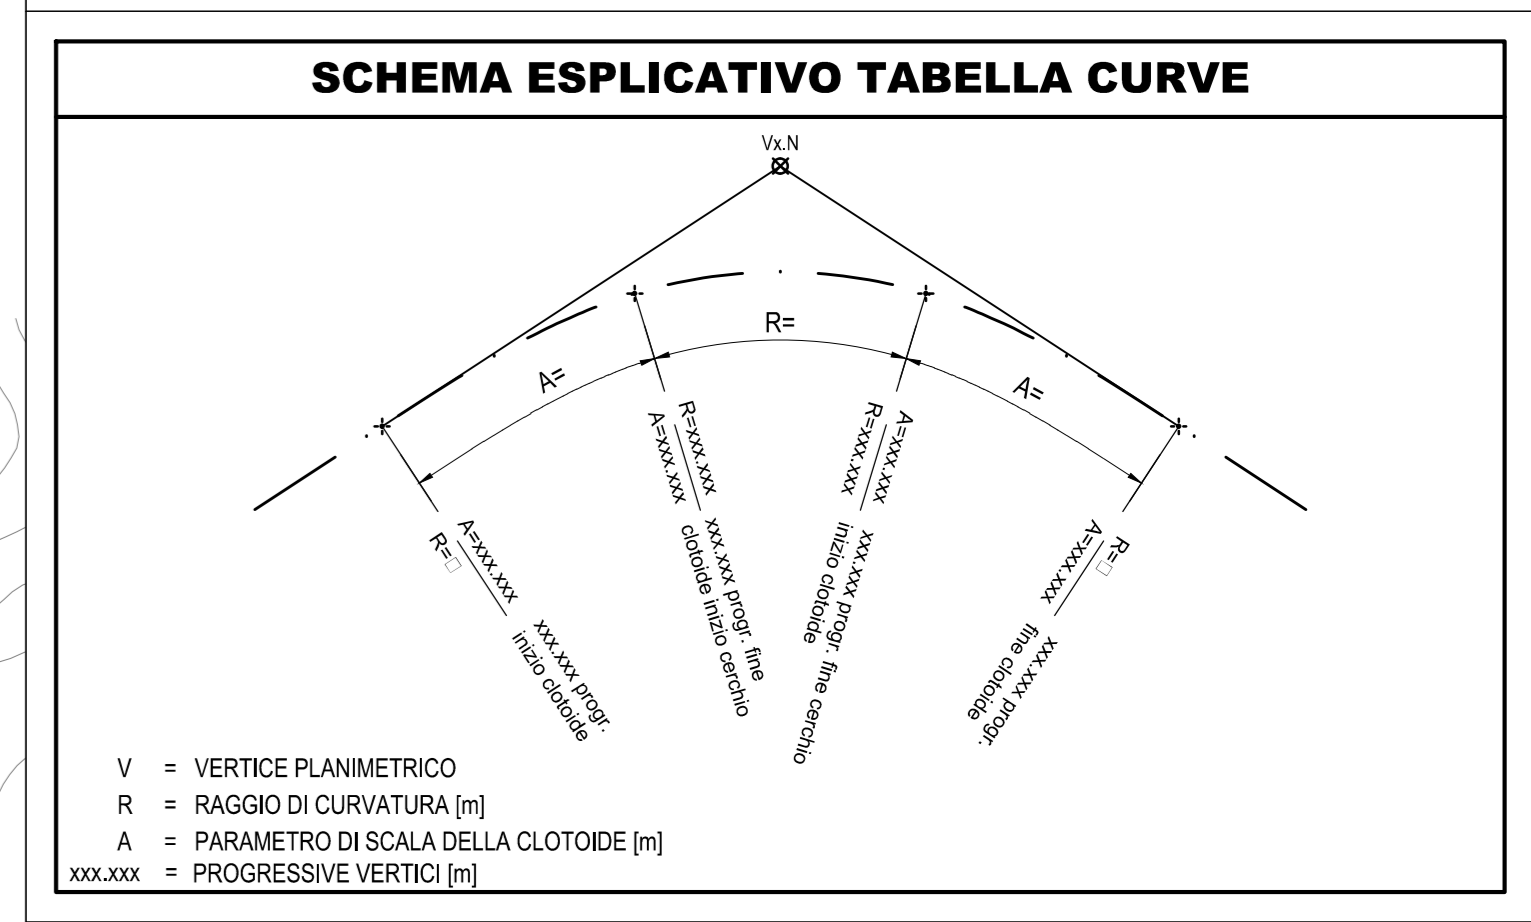 SCHEMA ESPLICATIVO TABELLA CURVE
Vx.N
R=
A=
A=
A=xxx.xxx
R=□
xxx.xxx progr.
inizio clotoide
R=xxx.xxx
A=xxx.xxx
xxx.xxx progr. fine
clotoide inizio cerchio
A=xxx.xxx
R=xxx.xxx
xxx.xxx progr. fine cerchio
inizio clotoide
R=□
A=xxx.xxx
xxx.xxx progr.
fine clotoide
V = VERTICE PLANIMETRICO
R = RAGGIO DI CURVATURA [m]
A = PARAMETRO DI SCALA DELLA CLOTOIDE [m]
xxx.xxx = PROGRESSIVE VERTICI [m]